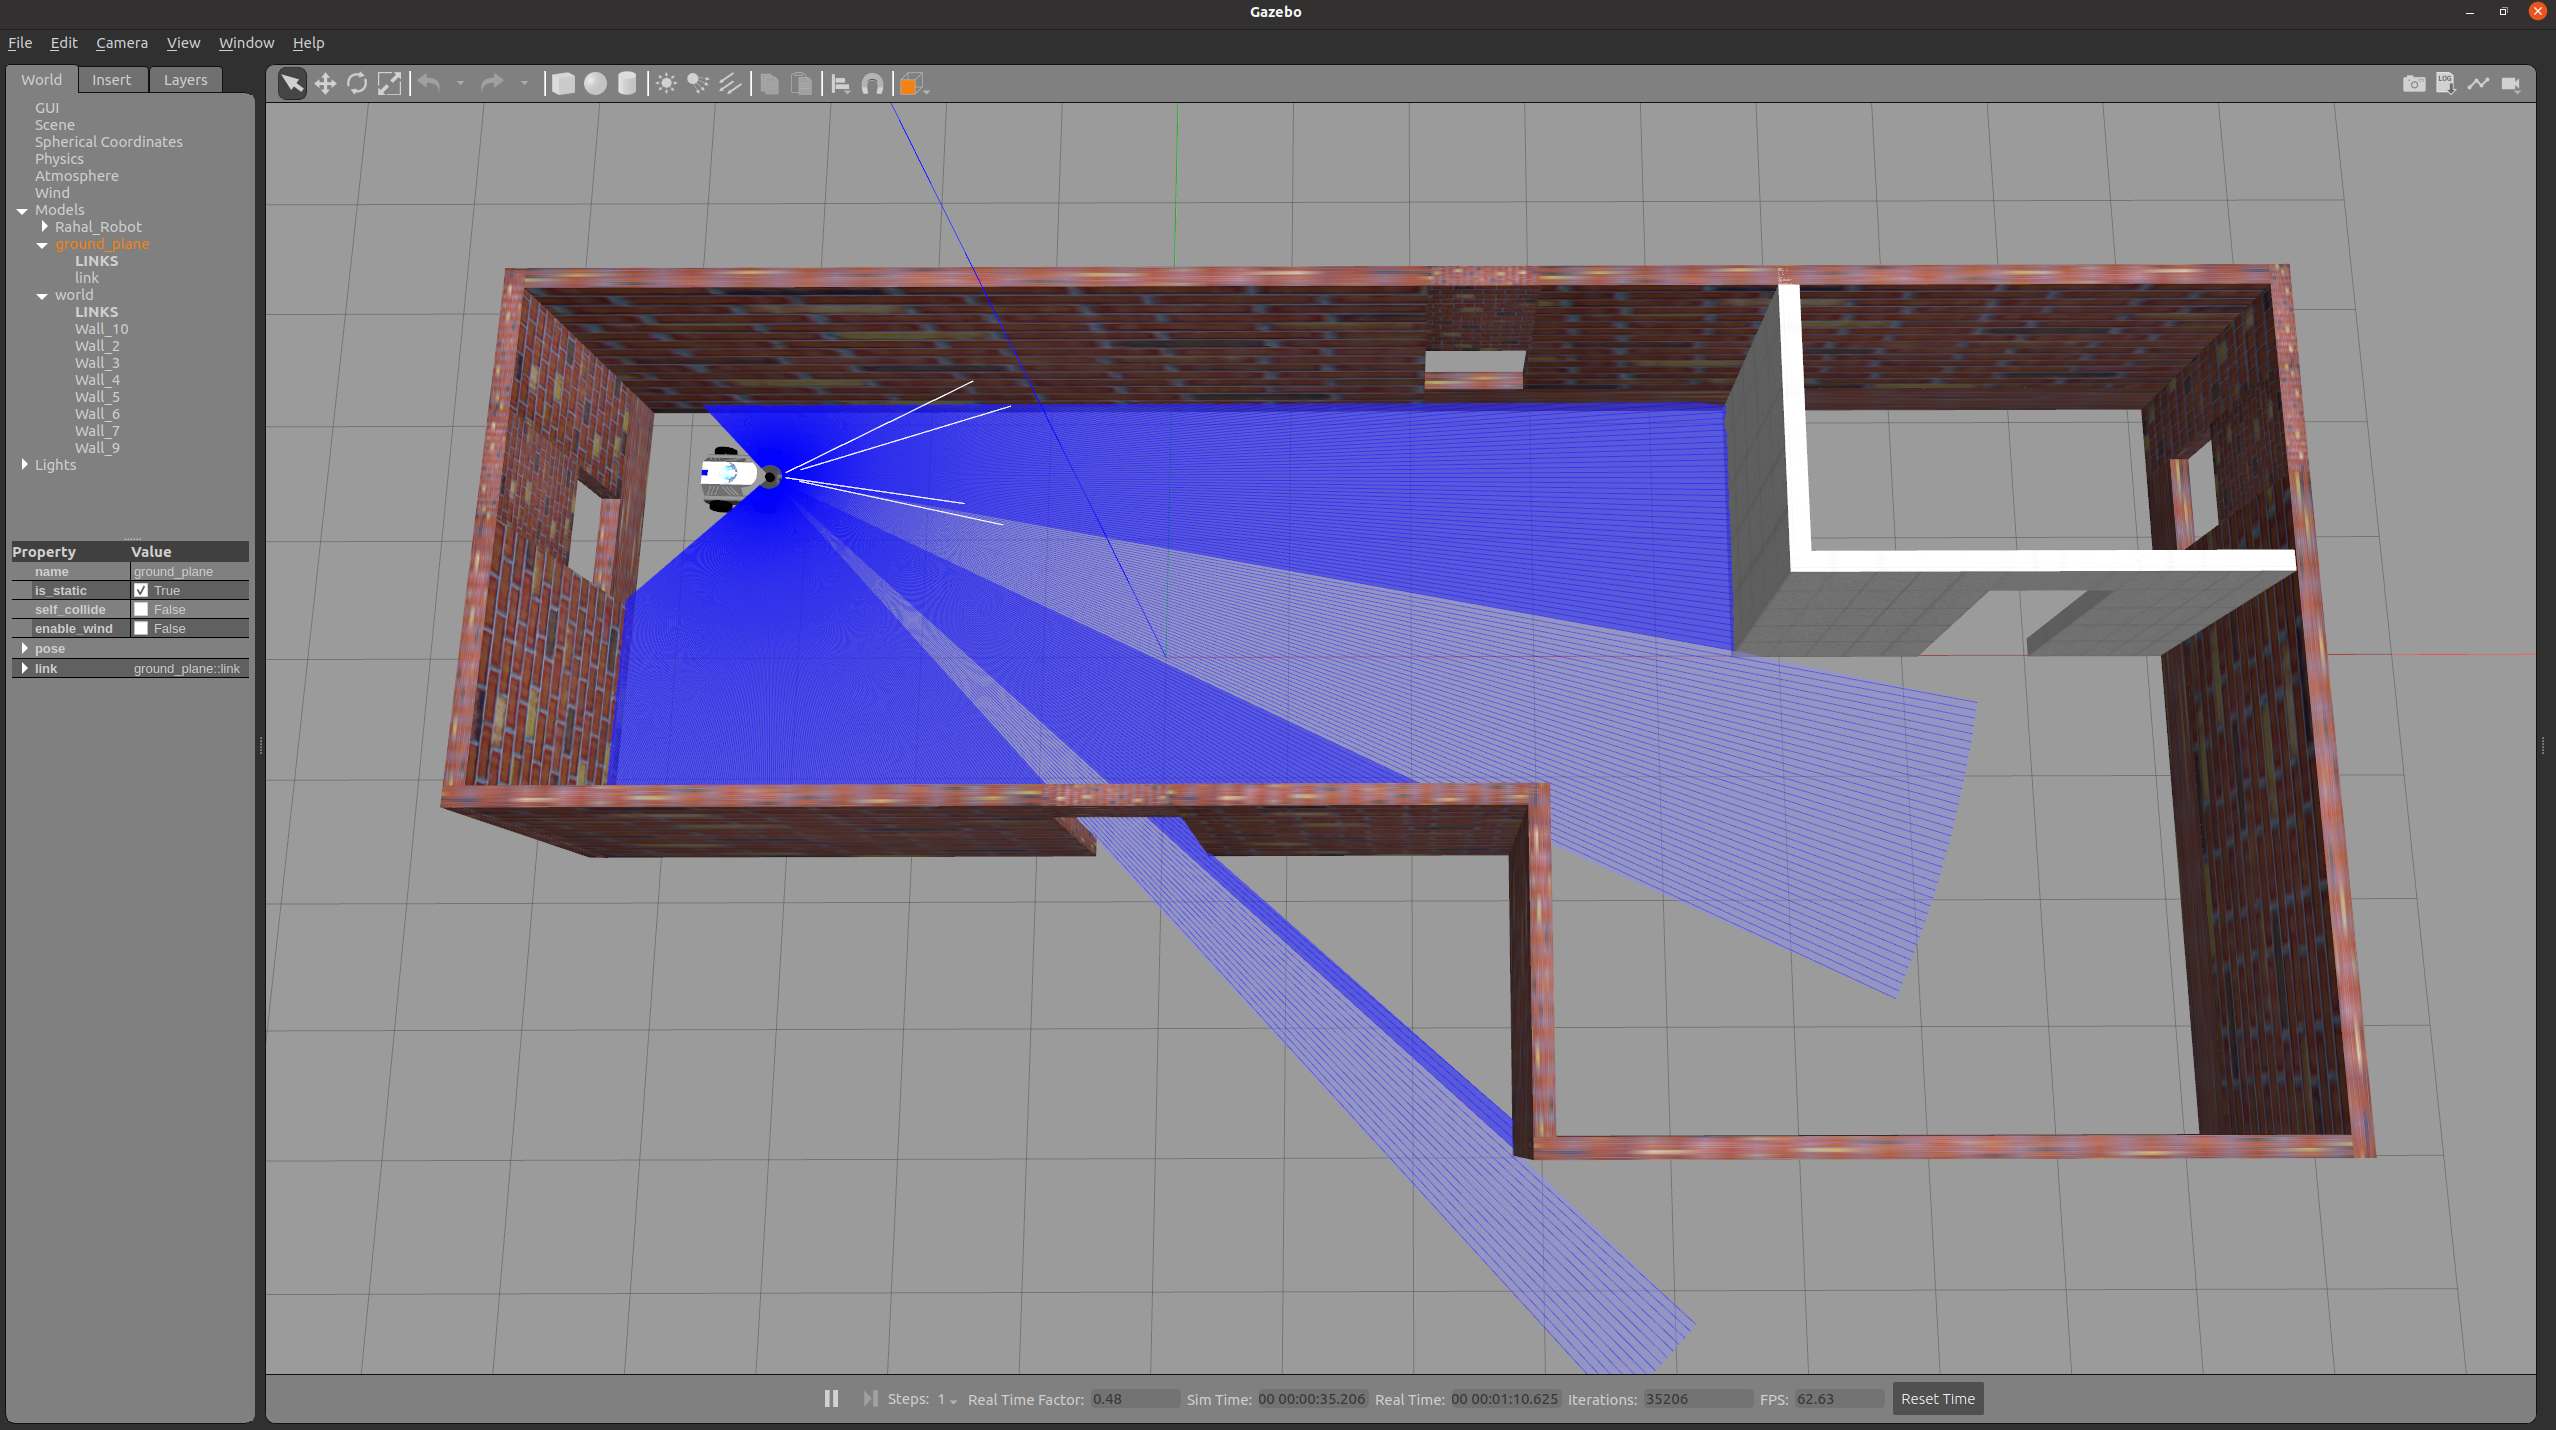 Gazebo
File Edit Camera View Window Help
World Insert Layers
LOG
GUI
Scene
Spherical Coordinates
Physics
Atmosphere
Wind
Models
Rahal_Robot
ground_plane
LINKS
link
world
LINKS
Wall_10
Wall_2
Wall_3
Wall_4
Wall_5
Wall_6
Wall_7
Wall_9
Lights
Property Value
name ground_plane
is_static True
self_collide False
enable_wind False
pose
link ground_plane::link
Steps: 1 Real Time Factor: 0.48 Sim Time: 00 00:00:35.206 Real Time: 00 00:01:10.625 Iterations: 35206 FPS: 62.63 Reset Time